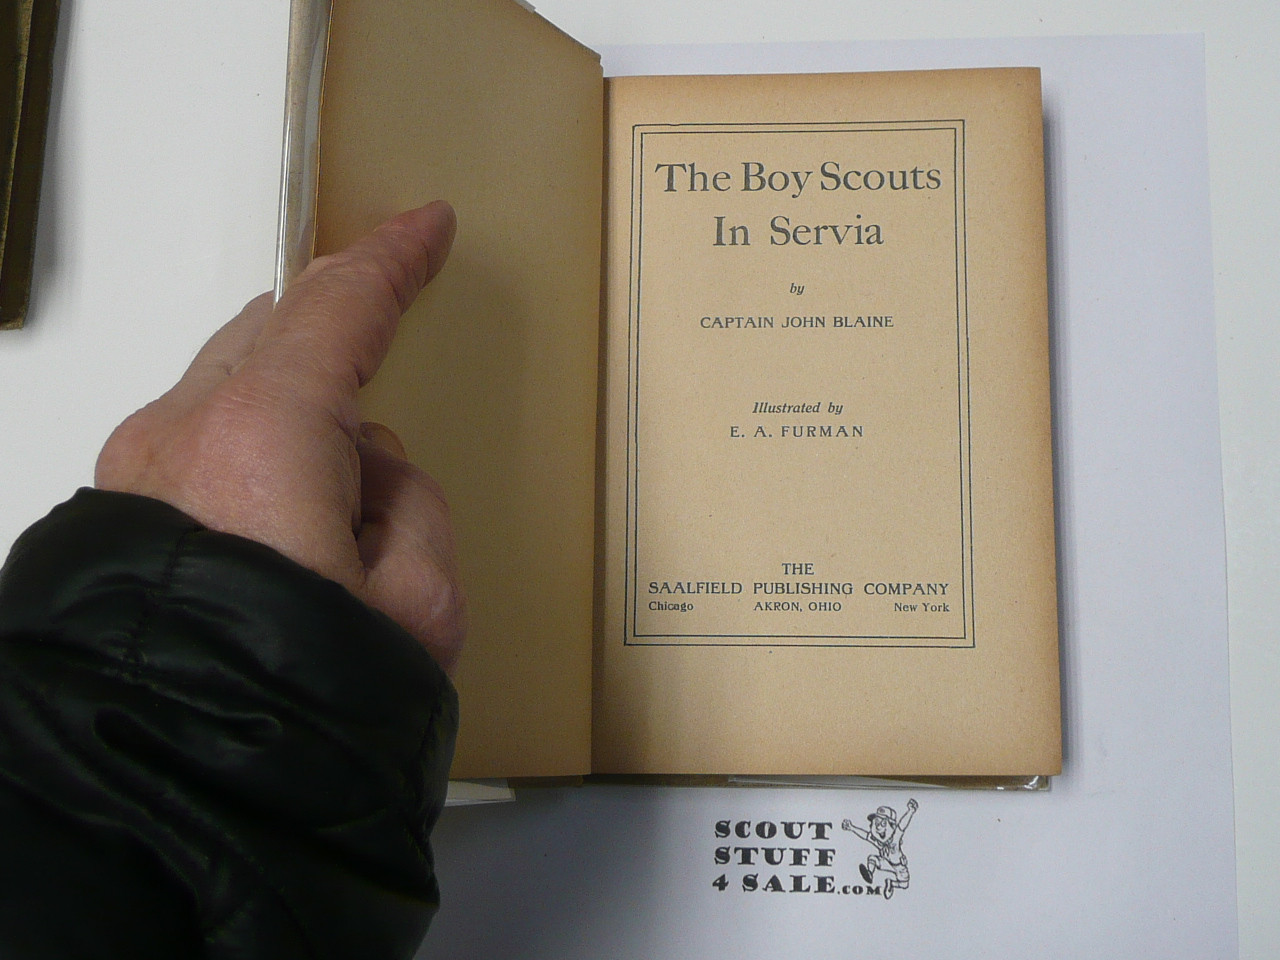 The Boy Scouts
In Servia
by
CAPTAIN JOHN BLAINE
Illustrated by
E. A. FURMAN
THE
SAALFIELD PUBLISHING COMPANY
Chicago AKRON, OHIO New York
SCOUT
STUFF
4 SALE.COM